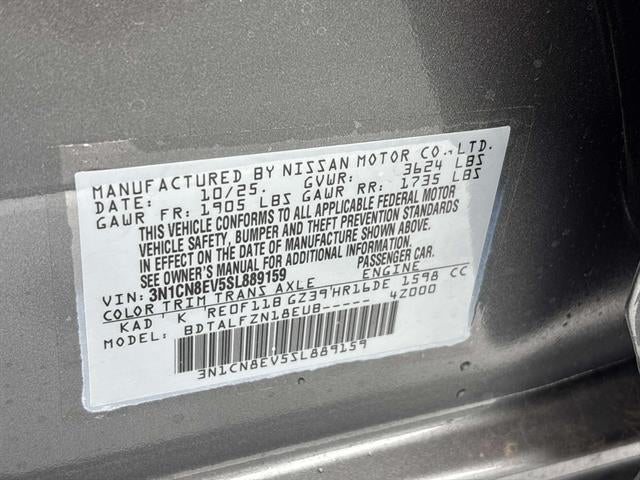 MANUFACTURED BY NISSAN MOTOR CO.,LTD.
DATE: 10/25. GVWR: 3624 LBS
GAWR FR: 1905 LBS GAWR RR: 1735 LBS
THIS VEHICLE CONFORMS TO ALL APPLICABLE FEDERAL MOTOR
VEHICLE SAFETY, BUMPER AND THEFT PREVENTION STANDARDS
IN EFFECT ON THE DATE OF MANUFACTURE SHOWN ABOVE.
SEE OWNER'S MANUAL FOR ADDITIONAL INFORMATION.
VIN: 3N1CN8EV5SL889159 PASSENGER CAR.
COLOR TRIM TRANS AXLE ENGINE
KAD K RE0F11B GZ39 HR16DE 1598 CC
MODEL: BDTALFZN18EUB----- 4Z000
3N1CN8EV5SL889159